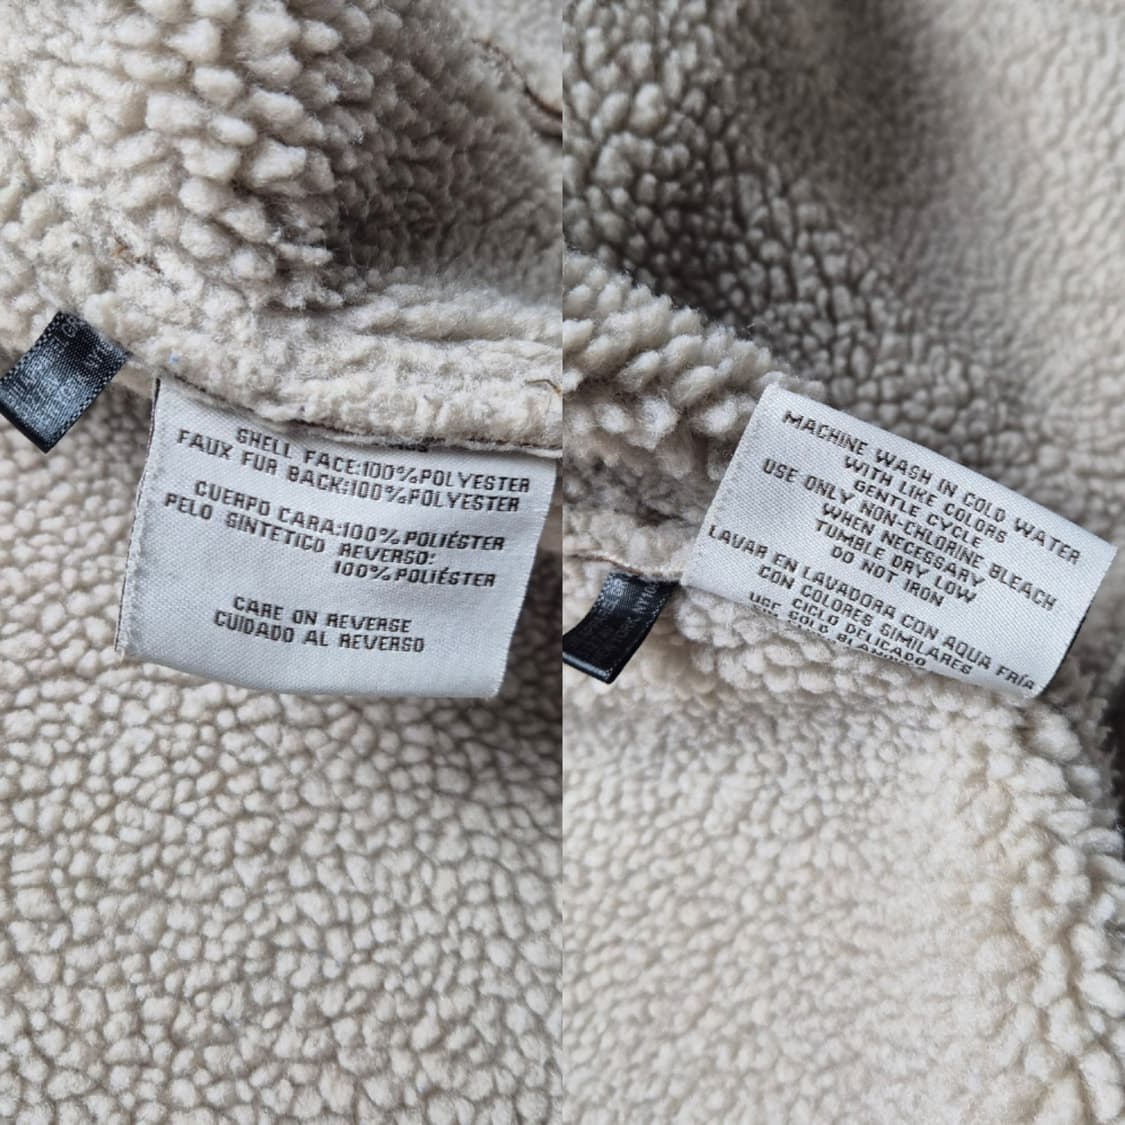 SHELL FACE:100%POLYESTER
FAUX FUR BACK:100%POLYESTER
CUERPO CARA:100%POLIÉSTER
PELO SINTETICO REVERSO:
100%POLIÉSTER
CARE ON REVERSE
CUIDADO AL REVERSO
MACHINE WASH IN COLD WATER
WITH LIKE COLORS
GENTLE CYCLE
USE ONLY NON-CHLORINE BLEACH
WHEN NECESSARY
TUMBLE DRY LOW
DO NOT IRON
LAVAR EN LAVADORA CON AQUA FRÍA
CON COLORES SIMILARES
CICLO DELICADO
USE